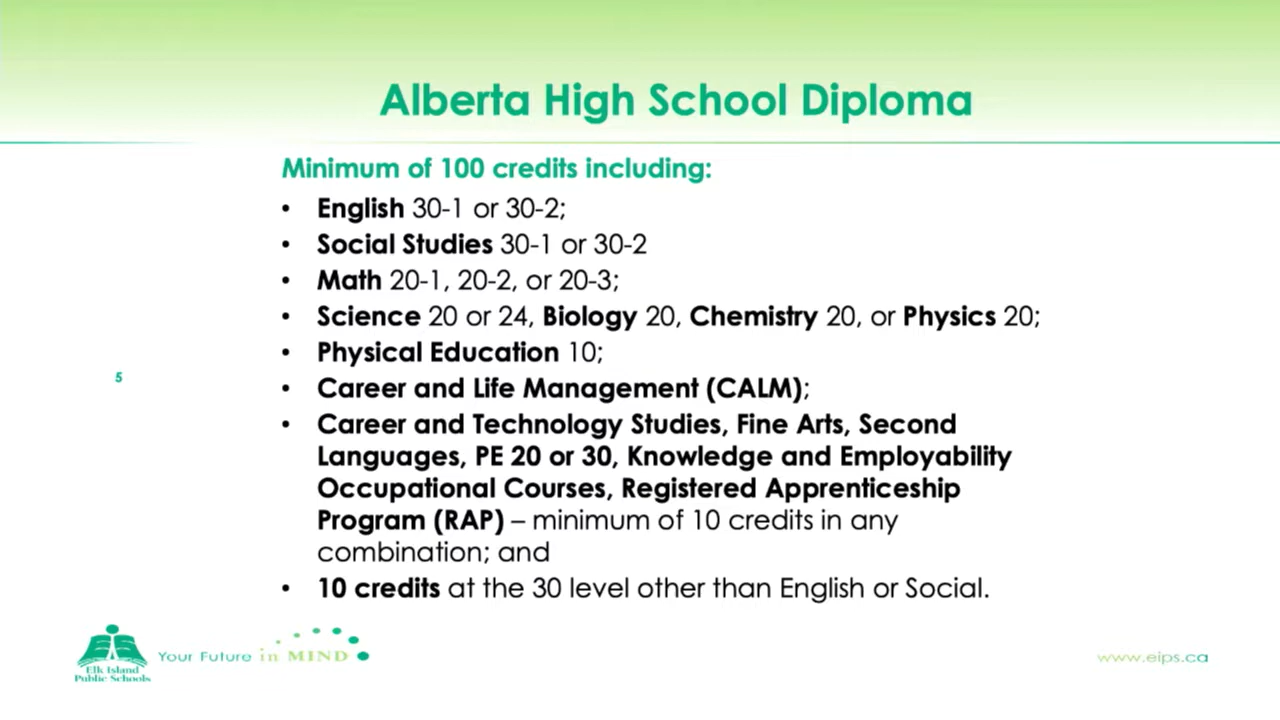 Alberta High School Diploma
Minimum of 100 credits including:
• English 30-1 or 30-2;
• Social Studies 30-1 or 30-2
• Math 20-1, 20-2, or 20-3;
• Science 20 or 24, Biology 20, Chemistry 20, or Physics 20;
• Physical Education 10;
5
• Career and Life Management (CALM);
• Career and Technology Studies, Fine Arts, Second
Languages, PE 20 or 30, Knowledge and Employability
Occupational Courses, Registered Apprenticeship
Program (RAP) – minimum of 10 credits in any
combination; and
• 10 credits at the 30 level other than English or Social.
Your Future in MIND
Elk Island
Public Schools
www.eips.ca